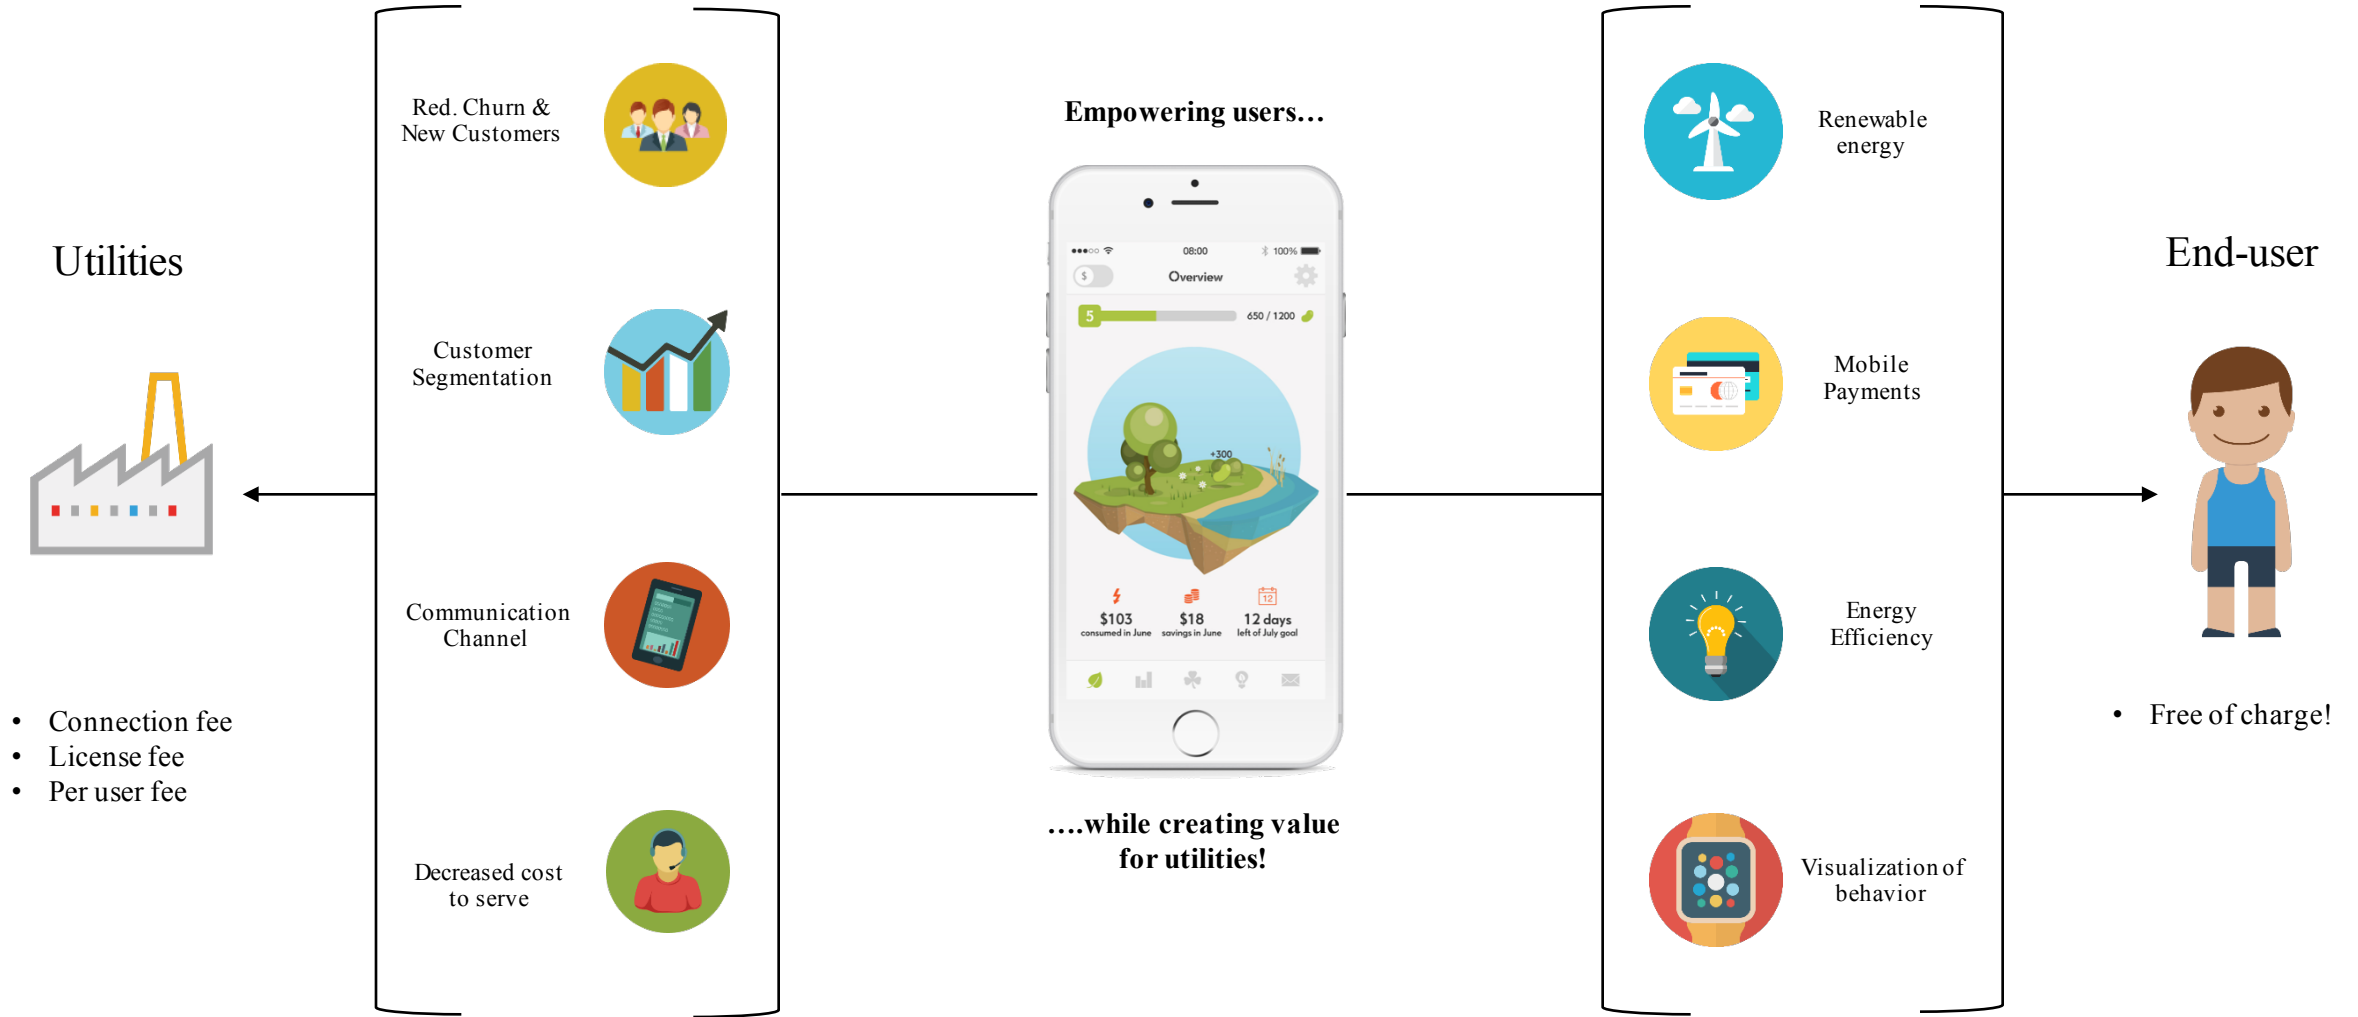 Utilities
• Connection fee
• License fee
• Per user fee
Red. Churn &
New Customers
Customer
Segmentation
Communication
Channel
Decreased cost
to serve
Empowering users…
08:00
100%
$
Overview
5
650 / 1200
+300
12
$103
consumed in June
$18
savings in June
12 days
left of July goal
….while creating value
for utilities!
Renewable
energy
Mobile
Payments
Energy
Efficiency
Visualization of
behavior
End-user
• Free of charge!